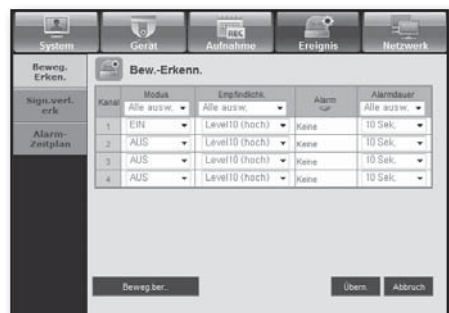 REC
System Gerät Aufnahme Ereignis Netzwerk
Beweg. Erken.
Sign.verl. erk
Alarm-Zeitplan
Bew.-Erkenn.
Kanal Modus Empfindlichk. Alarm Alarmdauer
Alle ausw. Alle ausw. Alle ausw.
1 EIN Level10 (hoch) Keine 10 Sek.
2 AUS Level10 (hoch) Keine 10 Sek.
3 AUS Level10 (hoch) Keine 10 Sek.
4 AUS Level10 (hoch) Keine 10 Sek.
Beweg.ber.. Übern. Abbruch